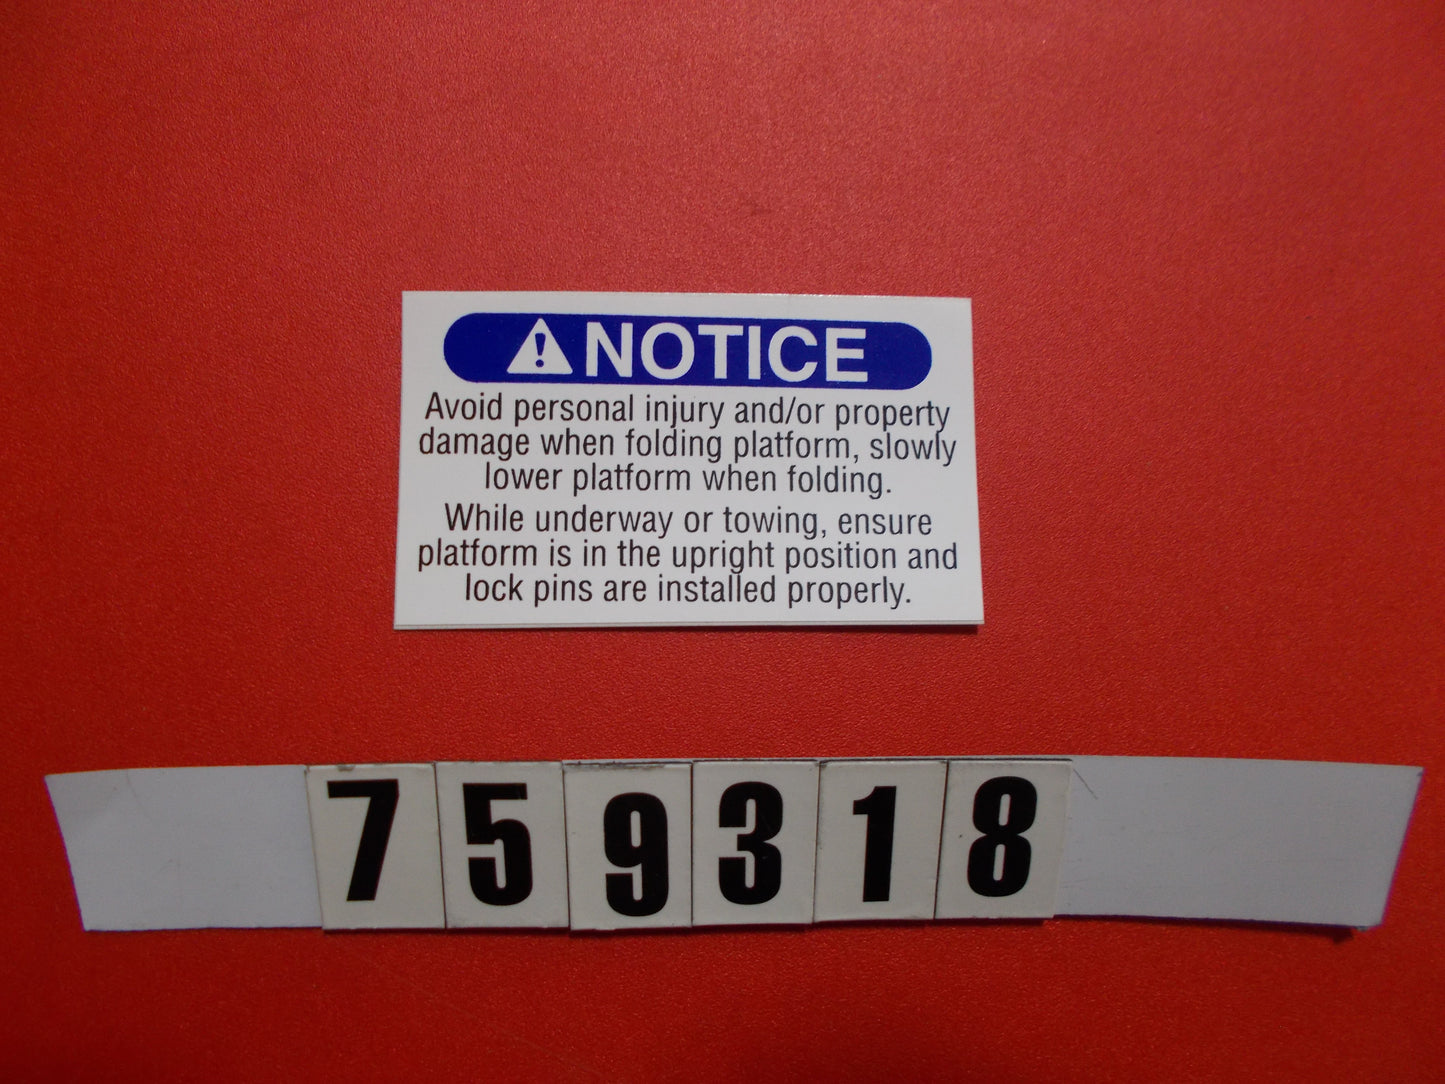 NOTICE
Avoid personal injury and/or property
damage when folding platform, slowly
lower platform when folding.
While underway or towing, ensure
platform is in the upright position and
lock pins are installed properly.
759318